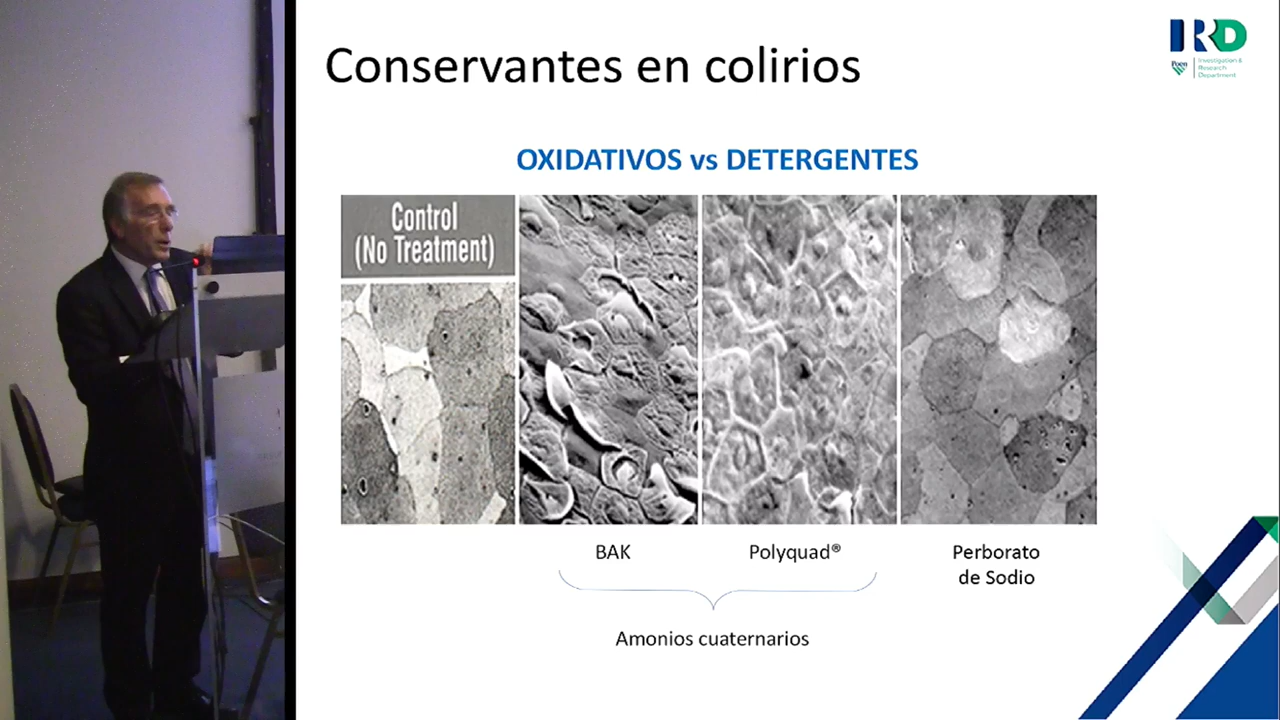 Conservantes en colirios
IRD
Poen
Investigation &
Research
Department
OXIDATIVOS vs DETERGENTES
Control
(No Treatment)
BAK
Polyquad®
Perborato
de Sodio
Amonios cuaternarios